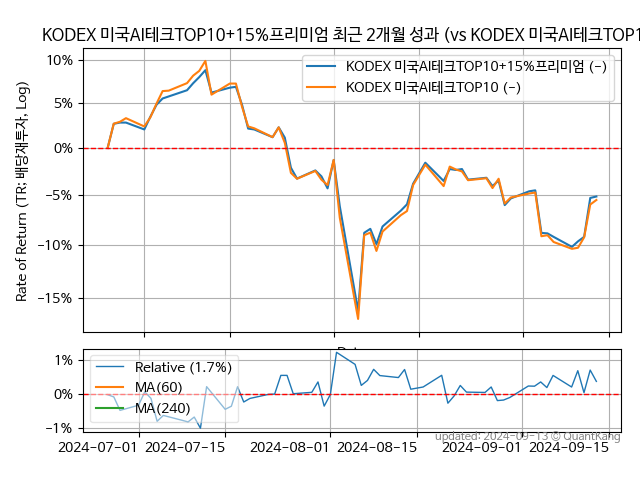 KODEX 미국AI테크TOP10+15%프리미엄 최근 2개월 성과 (vs KODEX 미국AI테크TOP1
Rate of Return (TR: 배당재투자, Log)
10%
5%
0%
−5%
−10%
−15%
KODEX 미국AI테크TOP10+15%프리미엄 (−)
KODEX 미국AI테크TOP10 (−)
1%
0%
−1%
Relative (1.7%)
MA(60)
MA(240)
2024−07−01
2024−07−15
2024−08−01
2024−08−15
2024−09−01
2024−09−15
updated: 2024−09−13 © QuantKang